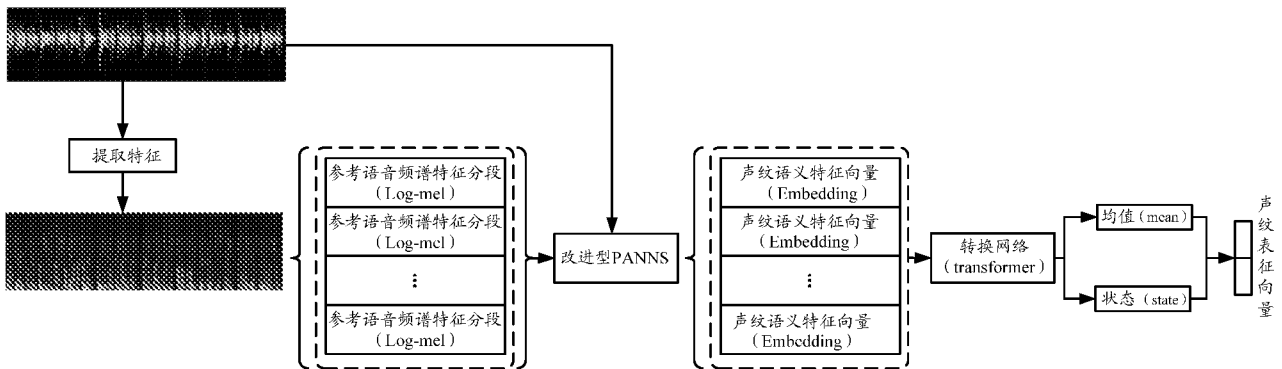 提取特征
参考语音频谱特征分段
(Log-mel)
参考语音频谱特征分段
(Log-mel)
⋮
参考语音频谱特征分段
(Log-mel)
改进型PANNS
声纹语义特征向量
(Embedding)
声纹语义特征向量
(Embedding)
⋮
声纹语义特征向量
(Embedding)
转换网络
(transformer)
均值(mean)
状态(state)
声纹表征向量